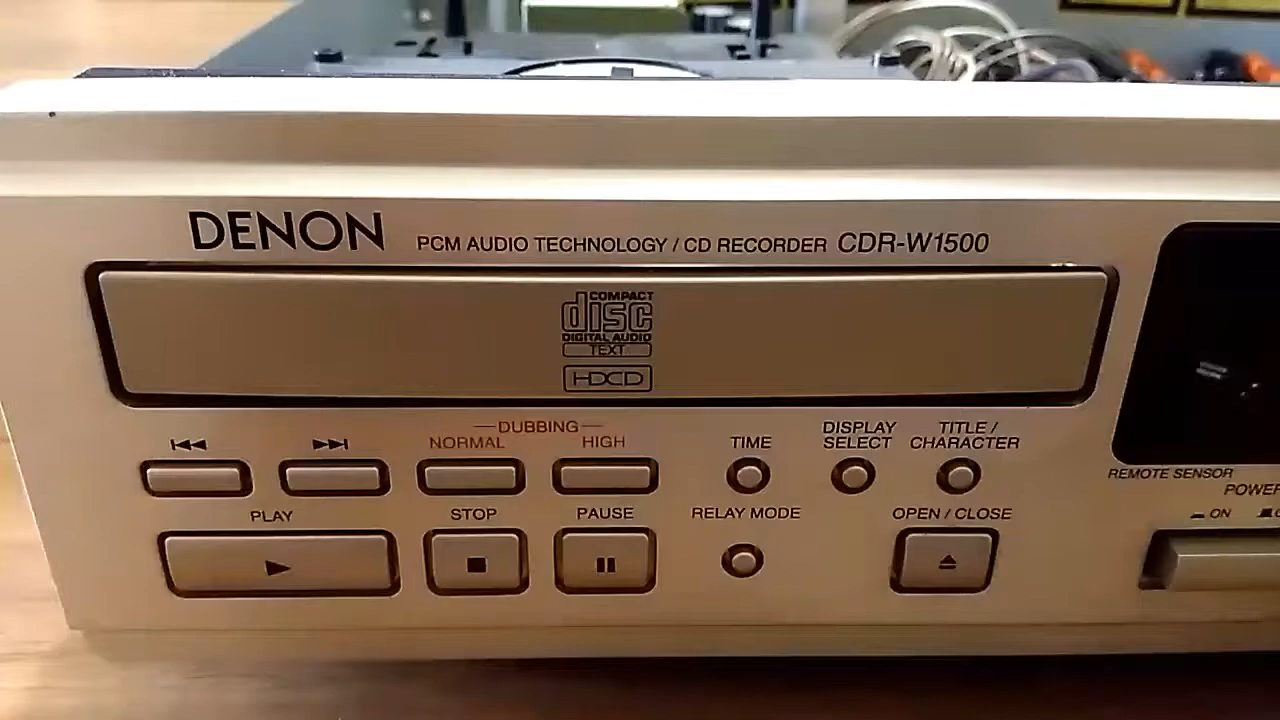 DENON PCM AUDIO TECHNOLOGY / CD RECORDER CDR-W1500
COMPACT
disc
DIGITAL AUDIO
TEXT
HDCD
DUBBING
NORMAL HIGH
TIME
DISPLAY SELECT
TITLE / CHARACTER
REMOTE SENSOR
POWER
ON
PLAY
STOP
PAUSE
RELAY MODE
OPEN / CLOSE